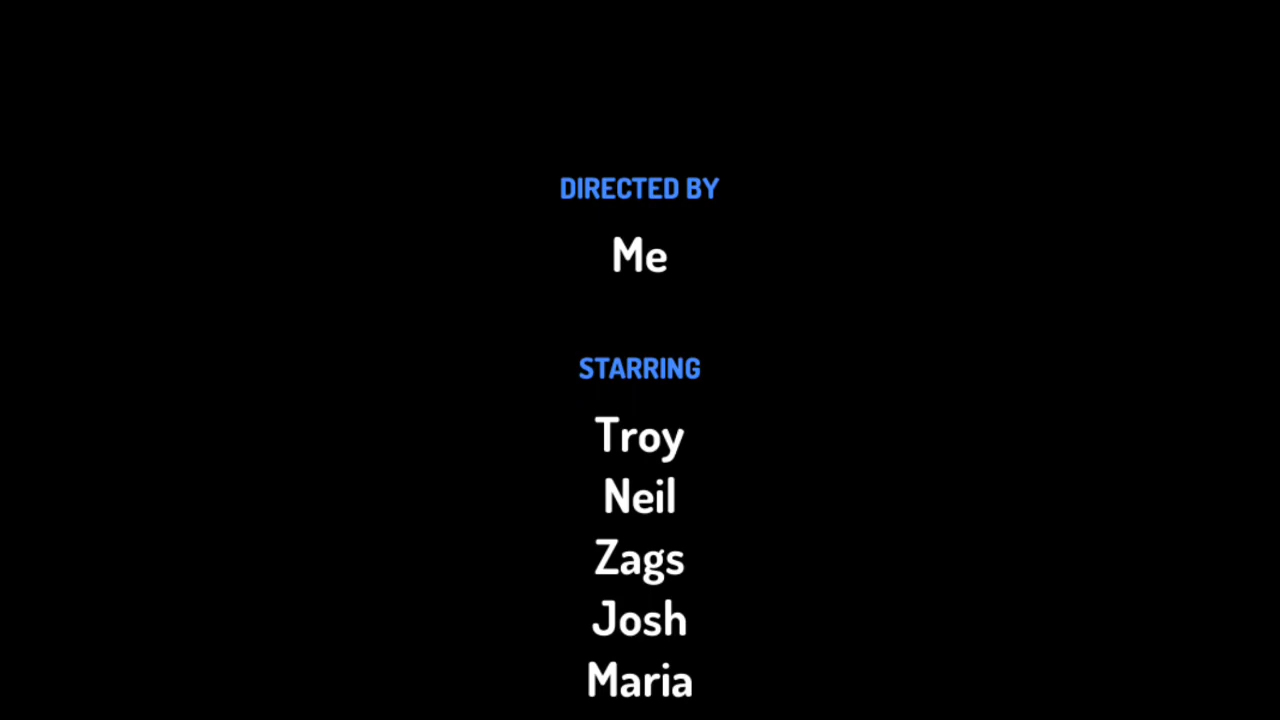 DIRECTED BY
Me
STARRING
Troy
Neil
Zags
Josh
Maria